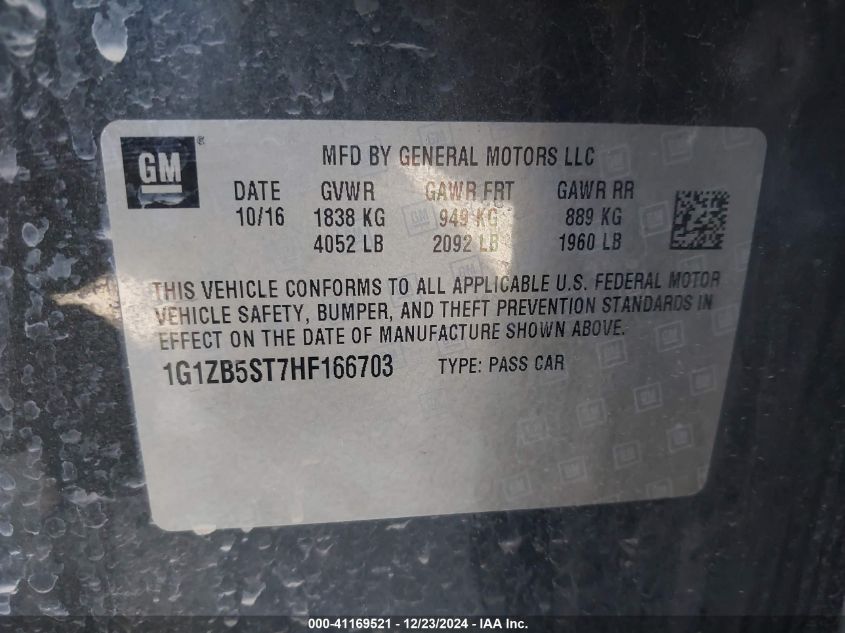 GM®
MFD BY GENERAL MOTORS LLC
DATE GVWR GAWR FRT GAWR RR
10/16 1838 KG 949 KG 889 KG
4052 LB 2092 LB 1960 LB
THIS VEHICLE CONFORMS TO ALL APPLICABLE U.S. FEDERAL MOTOR
VEHICLE SAFETY, BUMPER, AND THEFT PREVENTION STANDARDS IN
EFFECT ON THE DATE OF MANUFACTURE SHOWN ABOVE.
1G1ZB5ST7HF166703 TYPE: PASS CAR
000-41169521 - 12/23/2024 - IAA Inc.